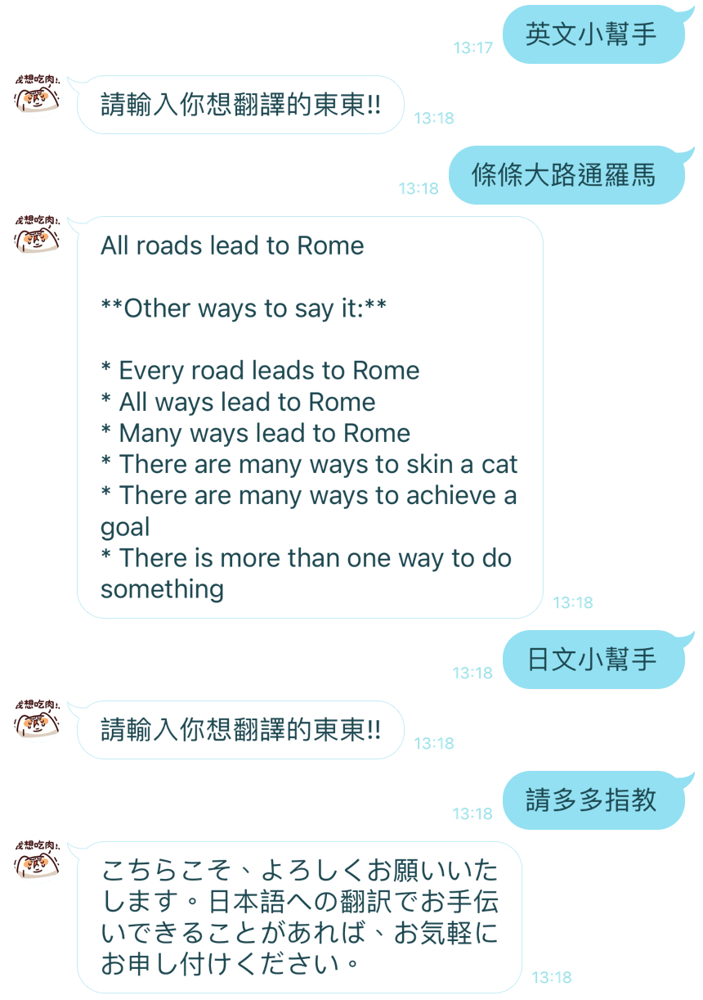 英文小幫手
13:17
我想吃肉!
請輸入你想翻譯的東東!!
13:18
條條大路通羅馬
13:18
我想吃肉!
All roads lead to Rome
**Other ways to say it:**
* Every road leads to Rome
* All ways lead to Rome
* Many ways lead to Rome
* There are many ways to skin a cat
* There are many ways to achieve a
goal
* There is more than one way to do
something
13:18
日文小幫手
13:18
我想吃肉!
請輸入你想翻譯的東東!!
13:18
請多多指教
13:18
我想吃肉!
こちらこそ、よろしくお願いいた
します。日本語への翻訳でお手伝
いできることがあれば、お気軽に
お申し付けください。
13:18